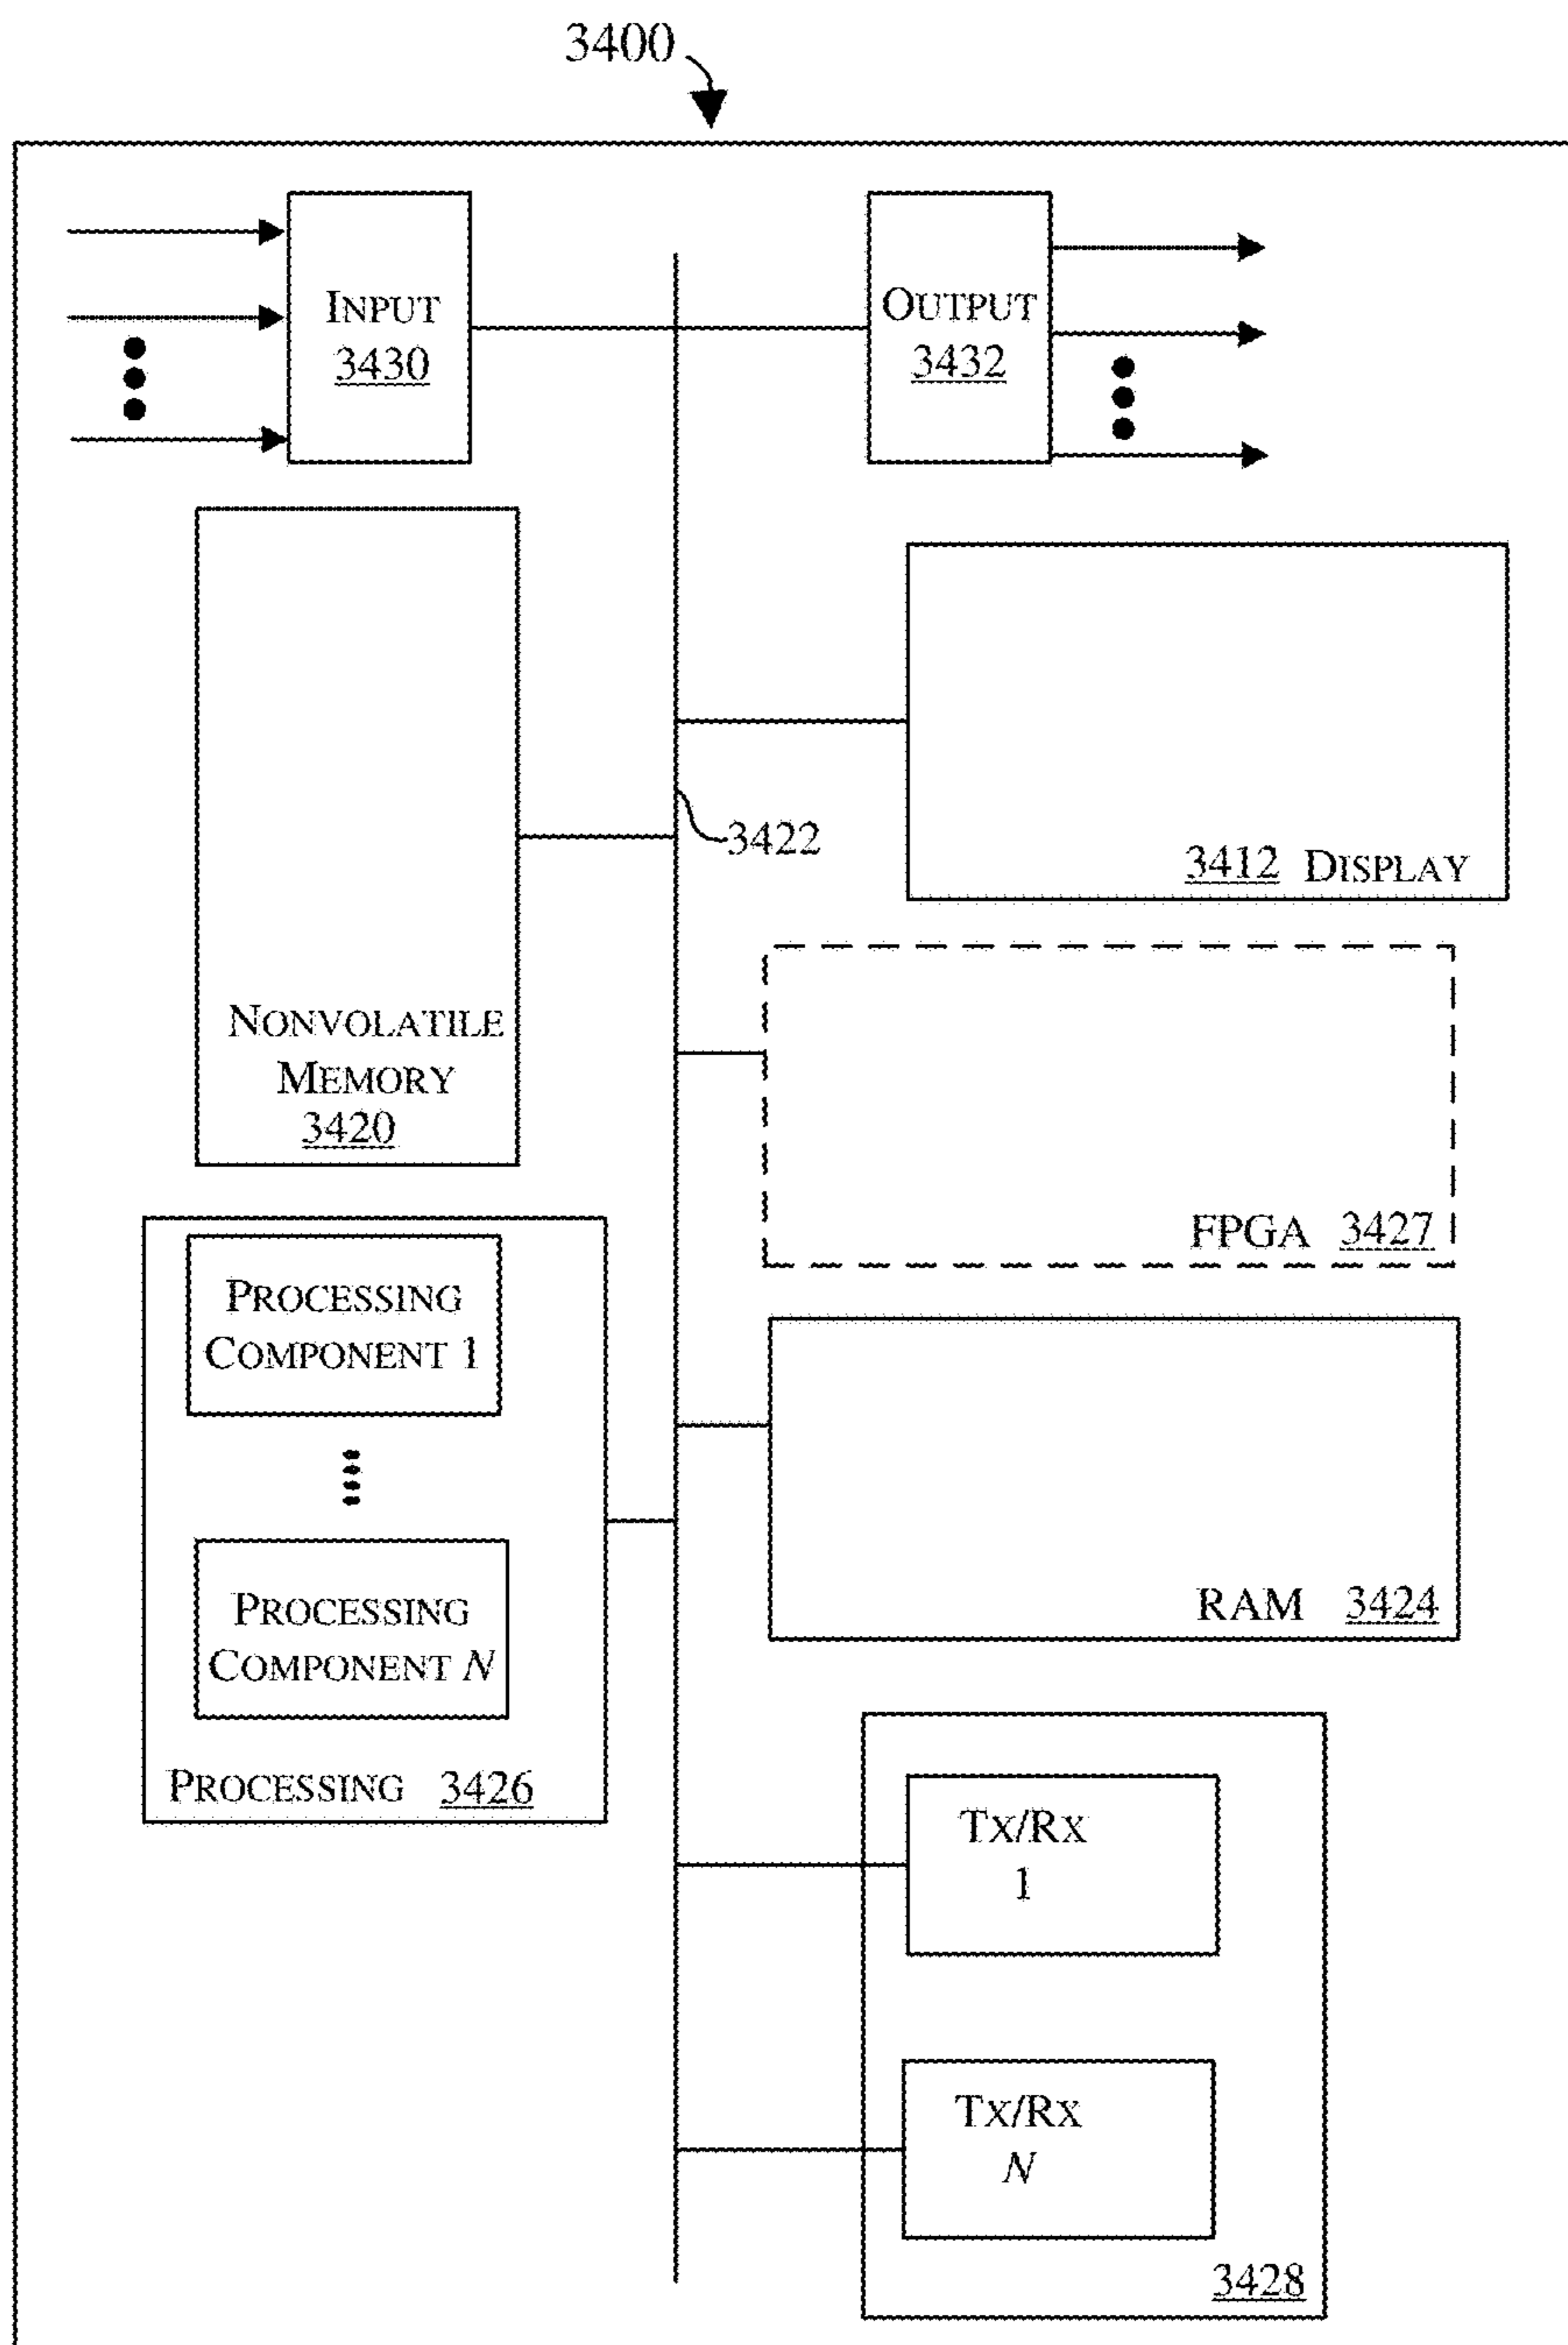 3400
INPUT
3430
OUTPUT
3432
3422
3412 DISPLAY
NONVOLATILE
MEMORY
3420
FPGA 3427
PROCESSING
COMPONENT 1
PROCESSING
COMPONENT N
PROCESSING 3426
RAM 3424
TX/RX
1
TX/RX
N
3428